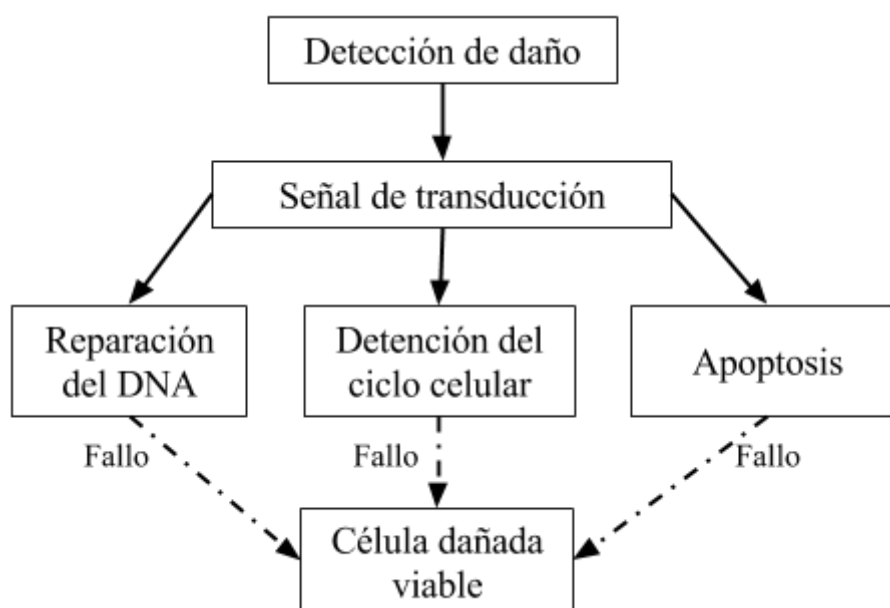 Detección de daño
Señal de transducción
Reparación
del DNA
Detención del
ciclo celular
Apoptosis
Fallo
Fallo
Fallo
Célula dañada
viable